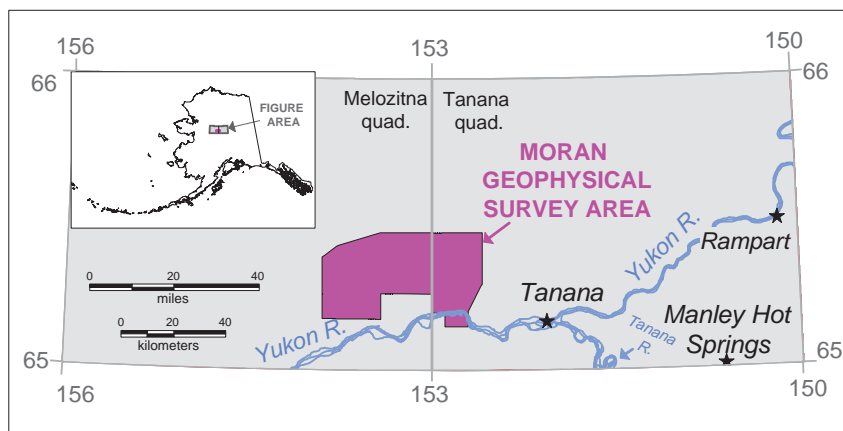 156
153
150
66
66
FIGURE
AREA
Melozitna
quad.
Tanana
quad.
MORAN
GEOPHYSICAL
SURVEY AREA
Yukon R.
Rampart
0 20 40
miles
0 20 40
kilometers
Tanana
Manley Hot
Springs
Tanana
R.
Yukon R.
65
65
156
153
150